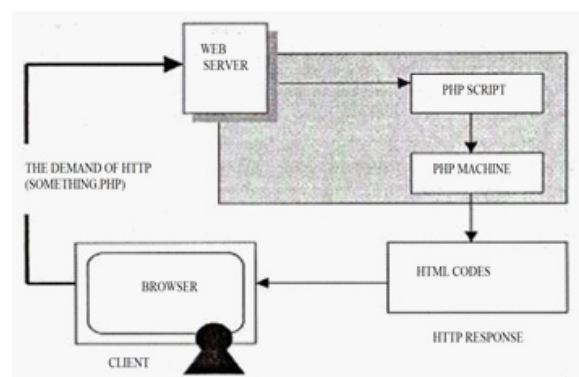 WEB
SERVER
PHP SCRIPT
PHP MACHINE
THE DEMAND OF HTTP
(SOMETHING.PHP)
HTML CODES
BROWSER
HTTP RESPONSE
CLIENT